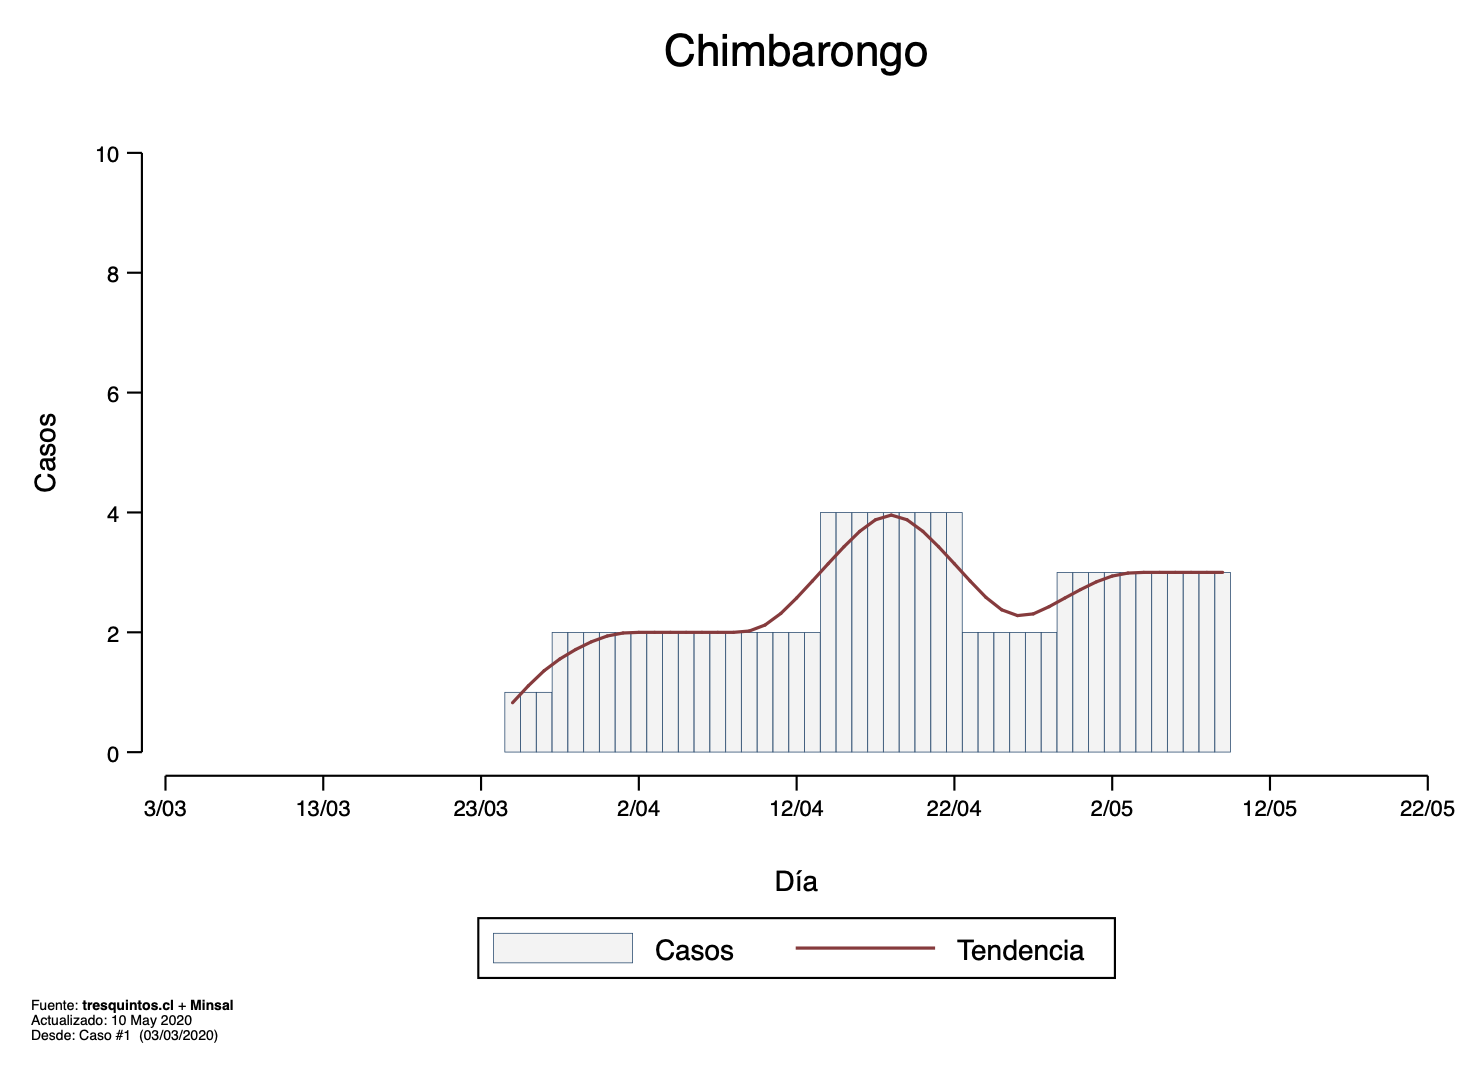 Chimbarongo
10
8
6
4
2
0
Casos
3/03 13/03 23/03 2/04 12/04 22/04 2/05 12/05 22/05
Día
Casos Tendencia
Fuente: tresquintos.cl + Minsal
Actualizado: 10 May 2020
Desde: Caso #1 (03/03/2020)